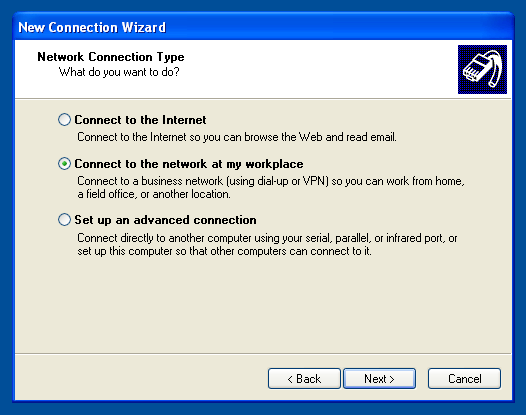 New Connection Wizard
Network Connection Type
What do you want to do?
Connect to the Internet
Connect to the Internet so you can browse the Web and read email.
Connect to the network at my workplace
Connect to a business network (using dial-up or VPN) so you can work from home,
a field office, or another location.
Set up an advanced connection
Connect directly to another computer using your serial, parallel, or infrared port, or
set up this computer so that other computers can connect to it.
< Back
Next >
Cancel